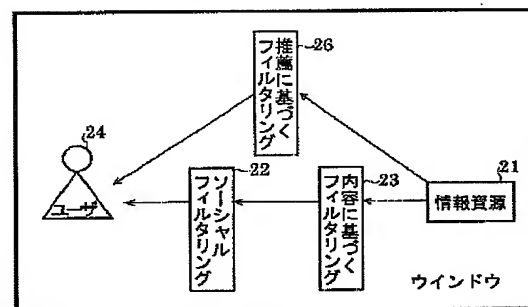 推薦に基づく
フィルタリング
26
24
ユーザ
ソーシャル
フィルタリング
22
内容に基づく
フィルタリング
23
21
情報資源
ウインドウ